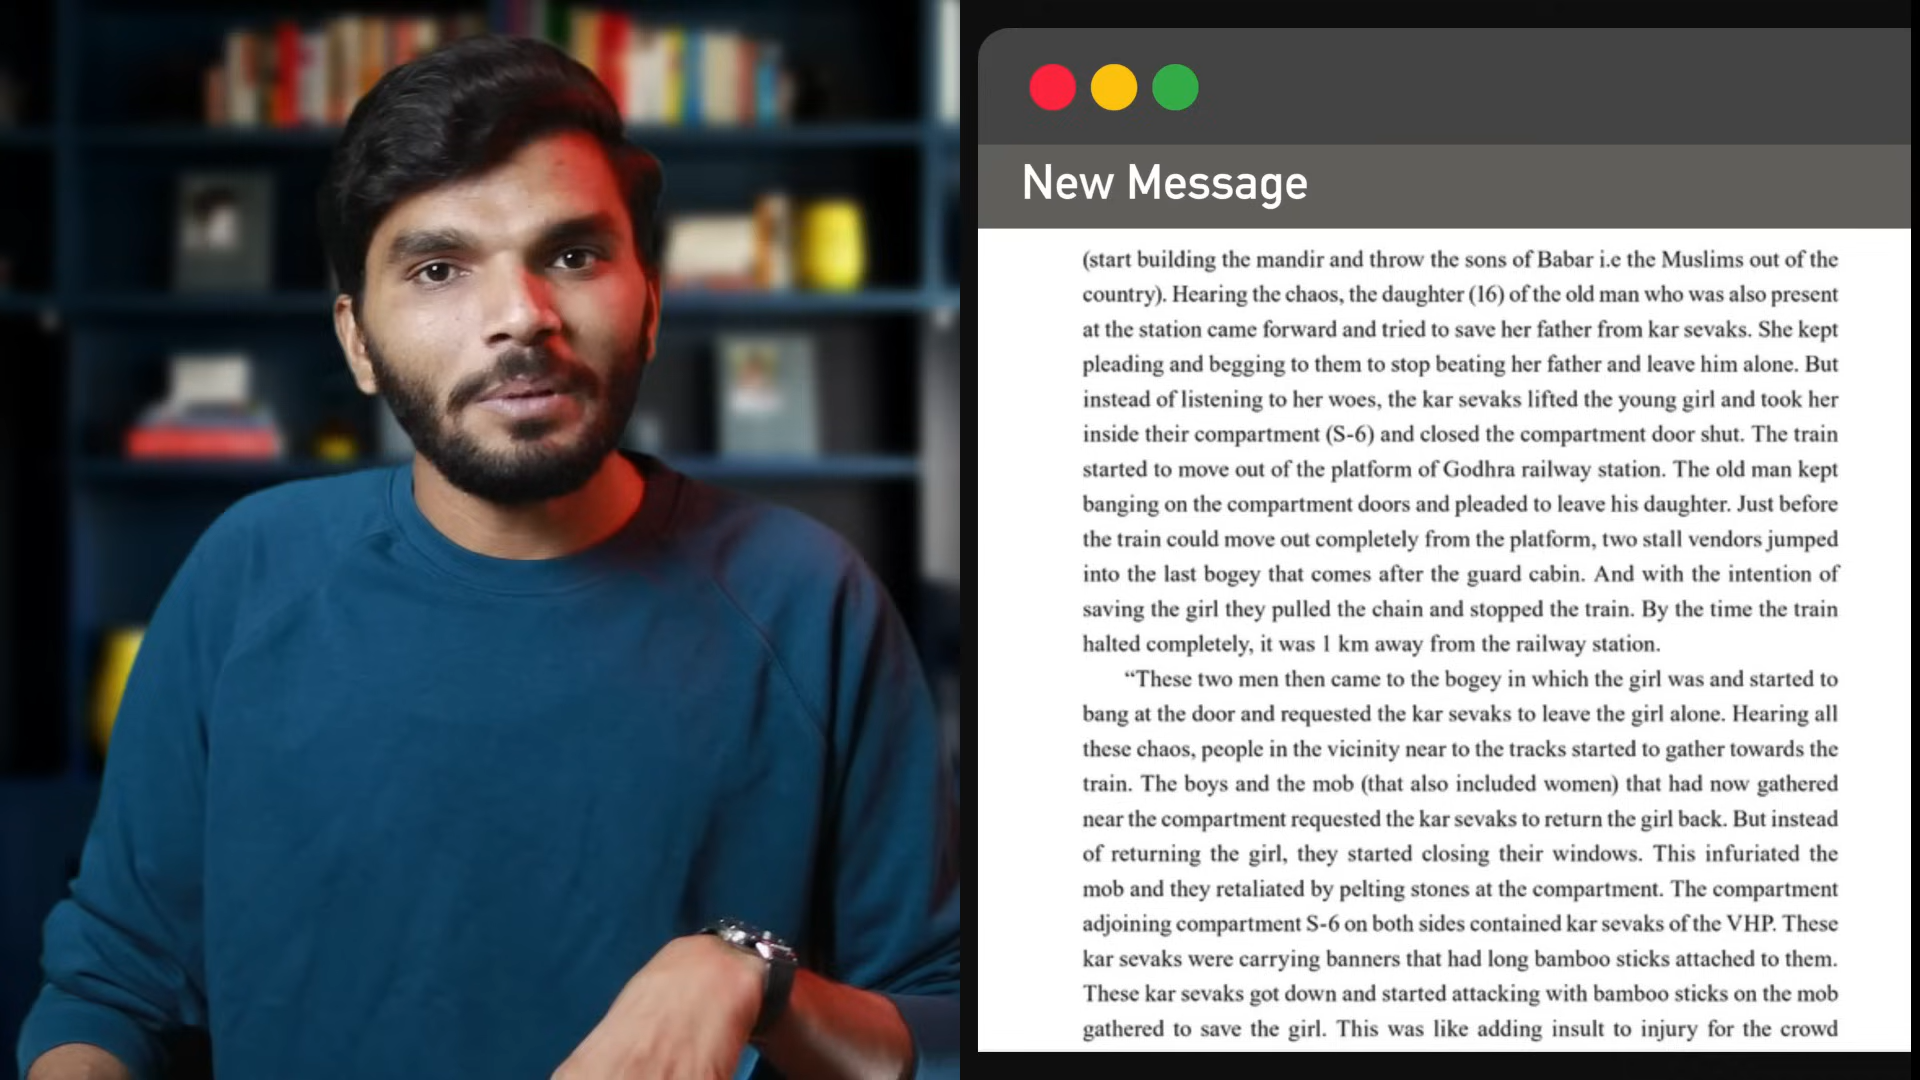 New Message
(start building the mandir and throw the sons of Babar i.e the Muslims out of the
country). Hearing the chaos, the daughter (16) of the old man who was also present
at the station came forward and tried to save her father from kar sevaks. She kept
pleading and begging to them to stop beating her father and leave him alone. But
instead of listening to her woes, the kar sevaks lifted the young girl and took her
inside their compartment (S-6) and closed the compartment door shut. The train
started to move out of the platform of Godhra railway station. The old man kept
banging on the compartment doors and pleaded to leave his daughter. Just before
the train could move out completely from the platform, two stall vendors jumped
into the last bogey that comes after the guard cabin. And with the intention of
saving the girl they pulled the chain and stopped the train. By the time the train
halted completely, it was 1 km away from the railway station.
“These two men then came to the bogey in which the girl was and started to
bang at the door and requested the kar sevaks to leave the girl alone. Hearing all
these chaos, people in the vicinity near to the tracks started to gather towards the
train. The boys and the mob (that also included women) that had now gathered
near the compartment requested the kar sevaks to return the girl back. But instead
of returning the girl, they started closing their windows. This infuriated the
mob and they retaliated by pelting stones at the compartment. The compartment
adjoining compartment S-6 on both sides contained kar sevaks of the VHP. These
kar sevaks were carrying banners that had long bamboo sticks attached to them.
These kar sevaks got down and started attacking with bamboo sticks on the mob
gathered to save the girl. This was like adding insult to injury for the crowd